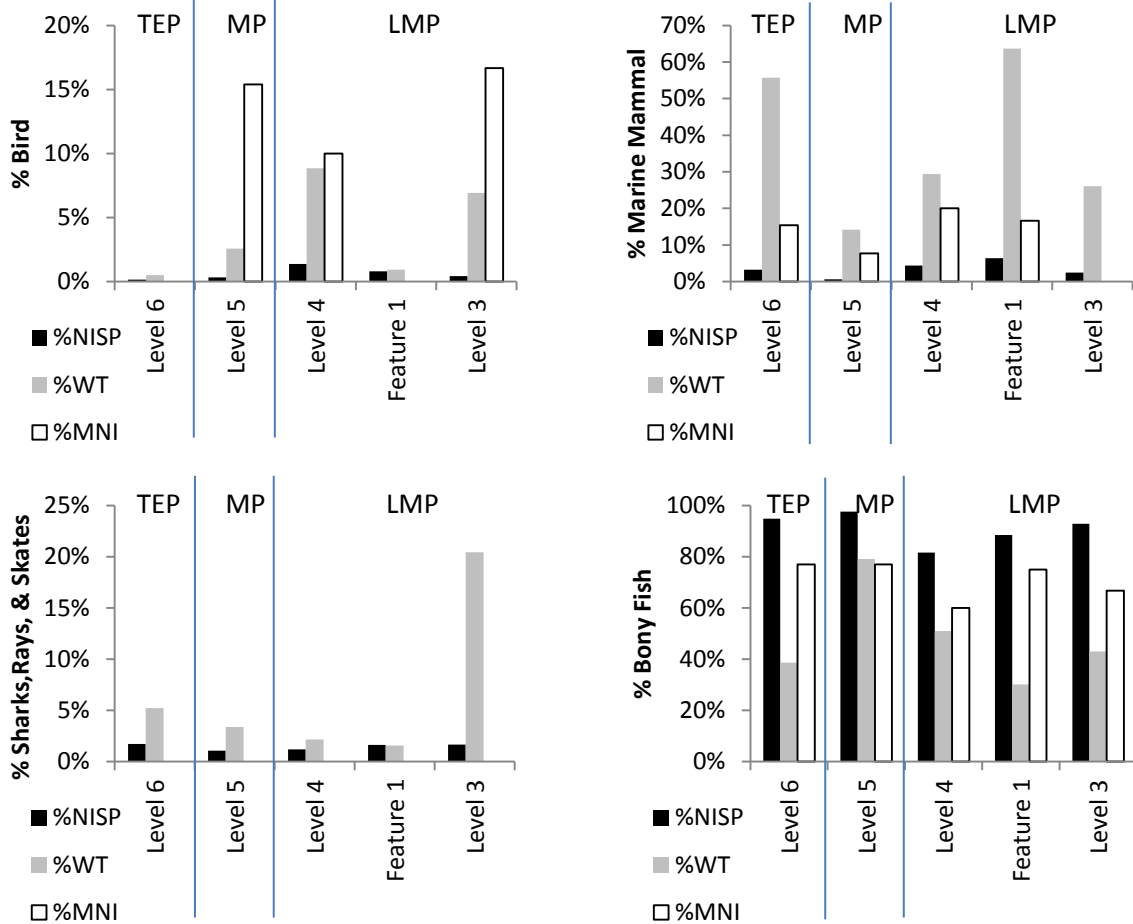 % Bird
20%
15%
10%
5%
0%
TEP
MP
LMP
Level 6
Level 5
Level 4
Feature 1
Level 3
%NISP
%WT
%MNI
% Marine Mammal
70%
60%
50%
40%
30%
20%
10%
0%
TEP
MP
LMP
Level 6
Level 5
Level 4
Feature 1
Level 3
%NISP
%WT
%MNI
% Sharks,Rays, & Skates
25%
20%
15%
10%
5%
0%
TEP
MP
LMP
Level 6
Level 5
Level 4
Feature 1
Level 3
%NISP
%WT
%MNI
% Bony Fish
100%
80%
60%
40%
20%
0%
TEP
MP
LMP
Level 6
Level 5
Level 4
Feature 1
Level 3
%NISP
%WT
%MNI